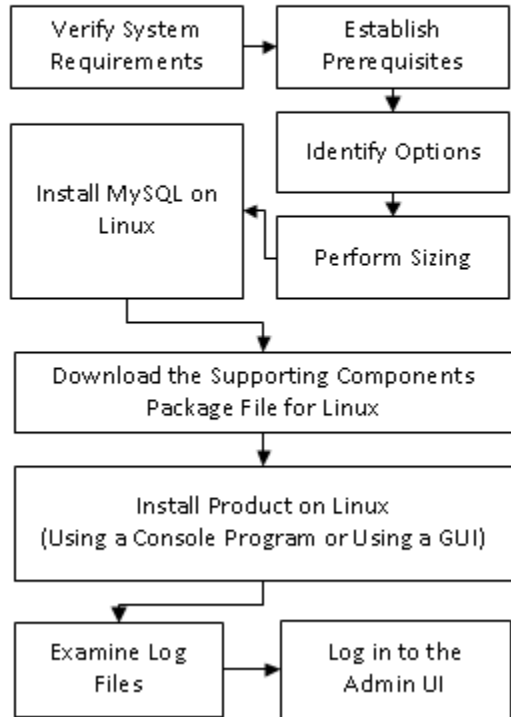 Verify System
Requirements
Establish
Prerequisites
Identify Options
Perform Sizing
Install MySQL on
Linux
Download the Supporting Components
Package File for Linux
Install Product on Linux
(Using a Console Program or Using a GUI)
Examine Log
Files
Log in to the
Admin UI